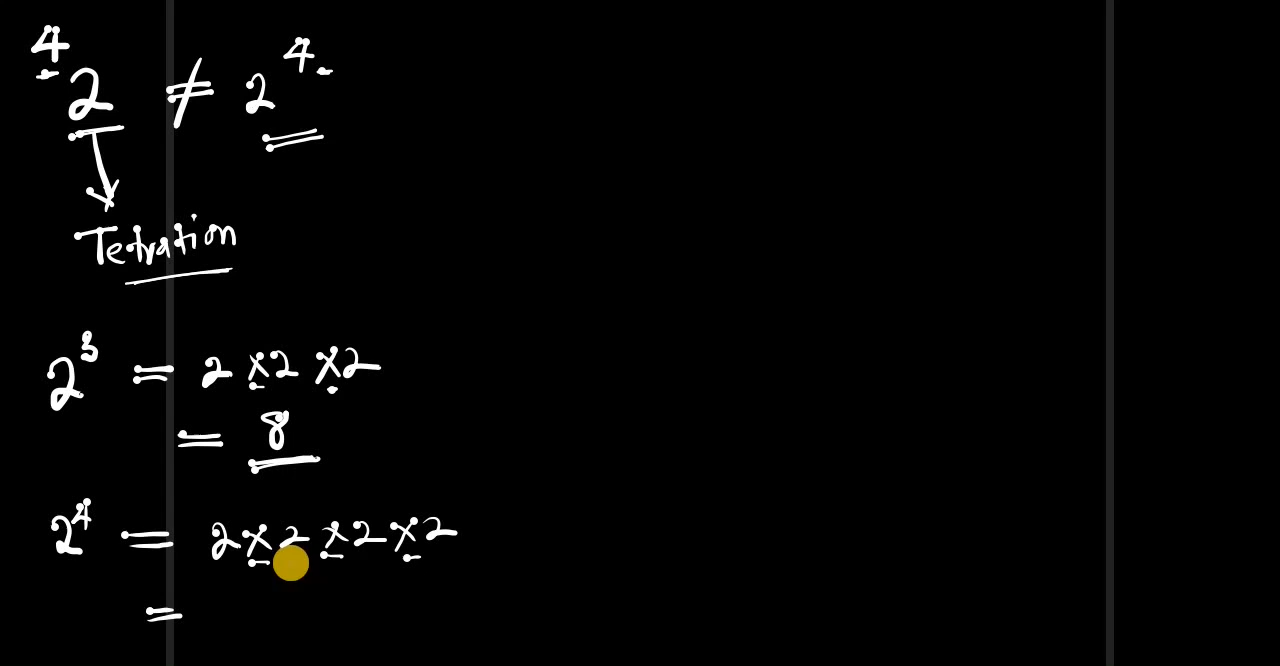 ⁴2 ≠ 2⁴
Tetration
2³ = 2 × 2 × 2
= 8
2⁴ = 2 × 2 × 2 × 2
=